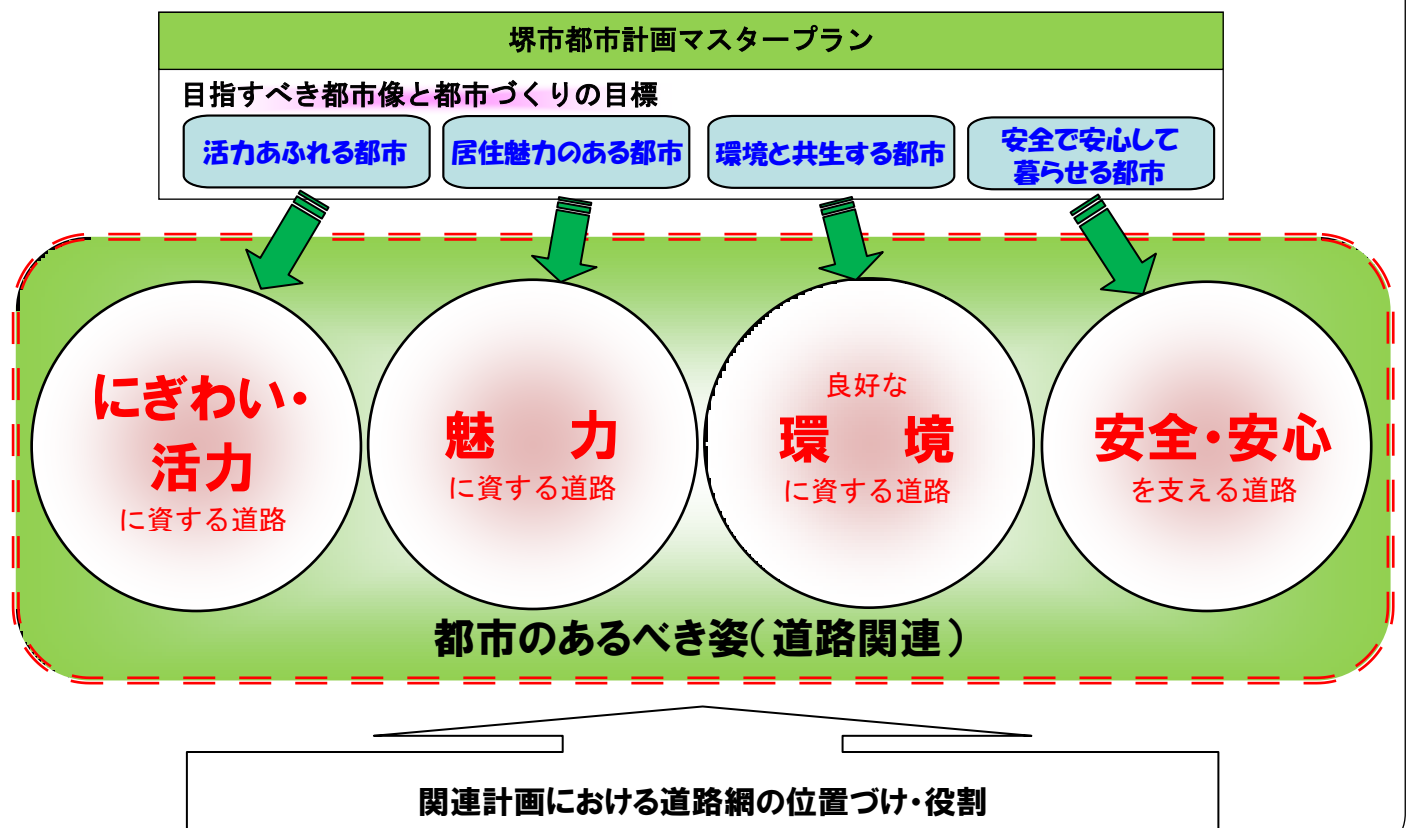 堺市都市計画マスタープラン
目指すべき都市像と都市づくりの目標
活力あふれる都市
居住魅力のある都市
環境と共生する都市
安全で安心して
暮らせる都市
にぎわい・
活力
に資する道路
魅 力
に資する道路
良好な
環 境
に資する道路
安全・安心
を支える道路
都市のあるべき姿(道路関連)
関連計画における道路網の位置づけ・役割